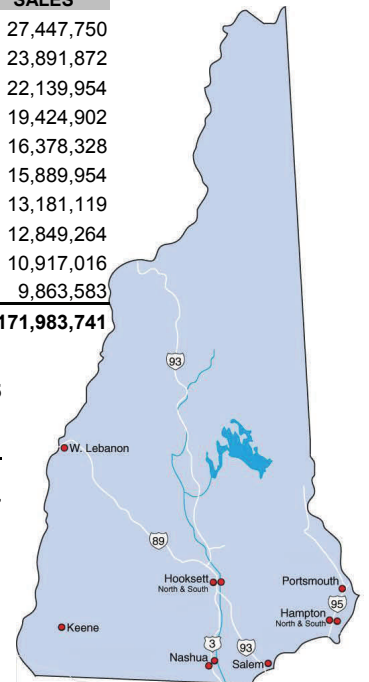 SALES
27,447,750
23,891,872
22,139,954
19,424,902
16,378,328
15,889,954
13,181,119
12,849,264
10,917,016
9,863,583
171,983,741
93
W. Lebanon
89
Hooksett
North & South
Portsmouth
95
Hampton
North & South
Keene
3
93
Nashua
Salem